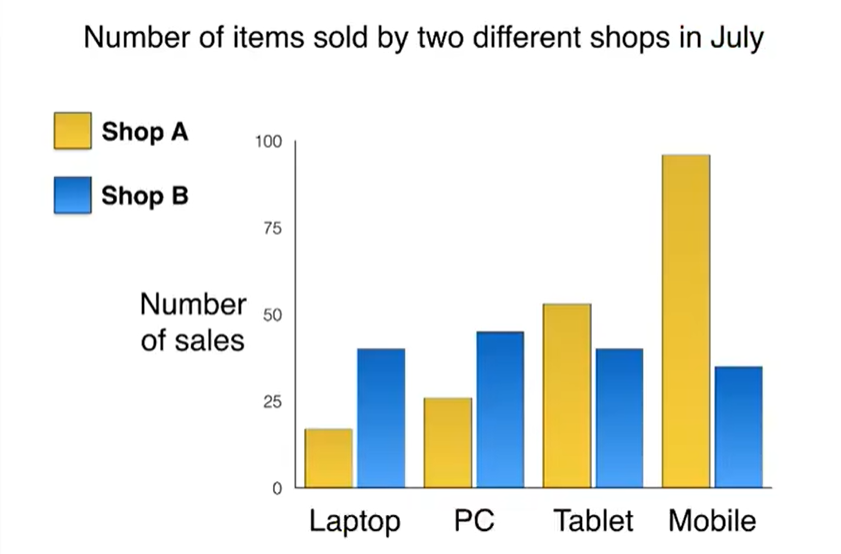 Number of items sold by two different shops in July
Shop A
Shop B
Number
of sales
100
75
50
25
0
Laptop
PC
Tablet
Mobile